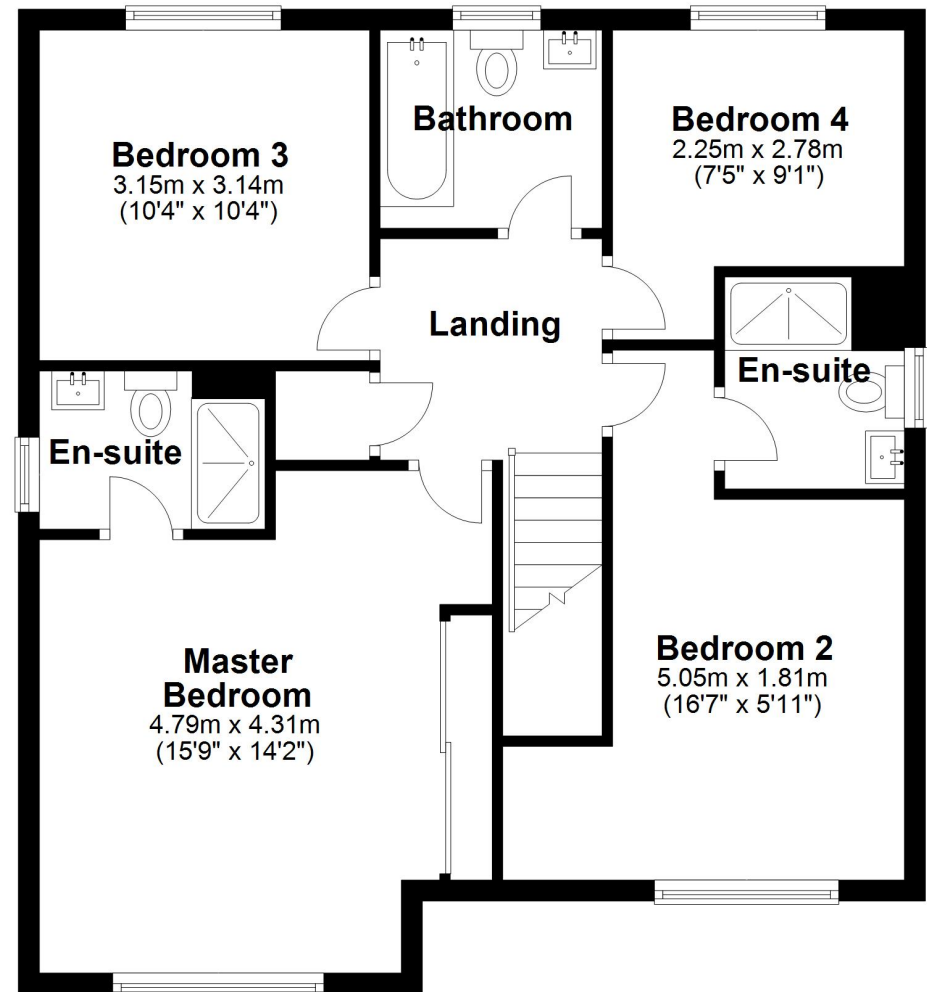 Bathroom
Bedroom 4
2.25m x 2.78m
(7'5" x 9'1")
Bedroom 3
3.15m x 3.14m
(10'4" x 10'4")
Landing
En-suite
En-suite
Master
Bedroom
4.79m x 4.31m
(15'9" x 14'2")
Bedroom 2
5.05m x 1.81m
(16'7" x 5'11")